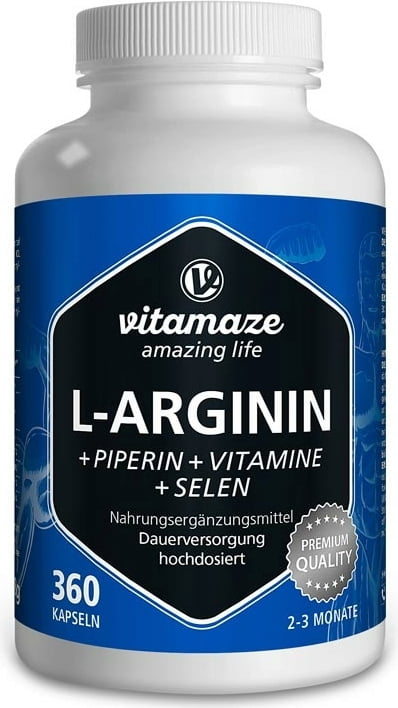 V
vitamaze
amazing life
L-ARGININ
+PIPERIN+VITAMINE
+SELEN
Nahrungsergänzungsmittel
Dauerversorgung
hochdosiert
PREMIUM
QUALITY
360
KAPSELN
2-3 MONATE